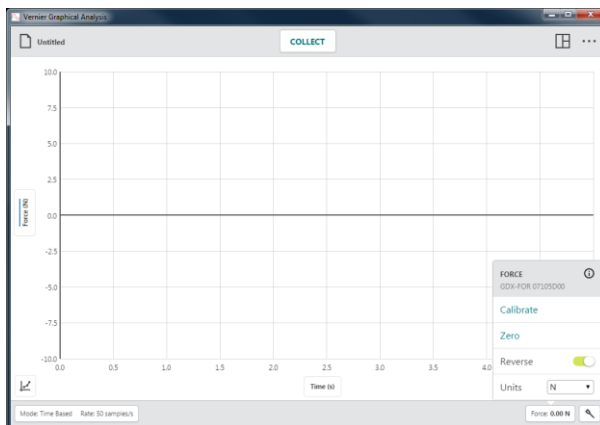 Vernier Graphical Analysis
Untitled
COLLECT
10.0
7.5
5.0
2.5
0.0
-2.5
-5.0
-7.5
-10.0
Force (N)
0.0 0.5 1.0 1.5 2.0 2.5 3.0 3.5 4.0
Time (s)
FORCE
GDX-FOR 07105D00
Calibrate
Zero
Reverse
Units N
Mode: Time Based Rate: 50 samples/s
Force: 0.00 N